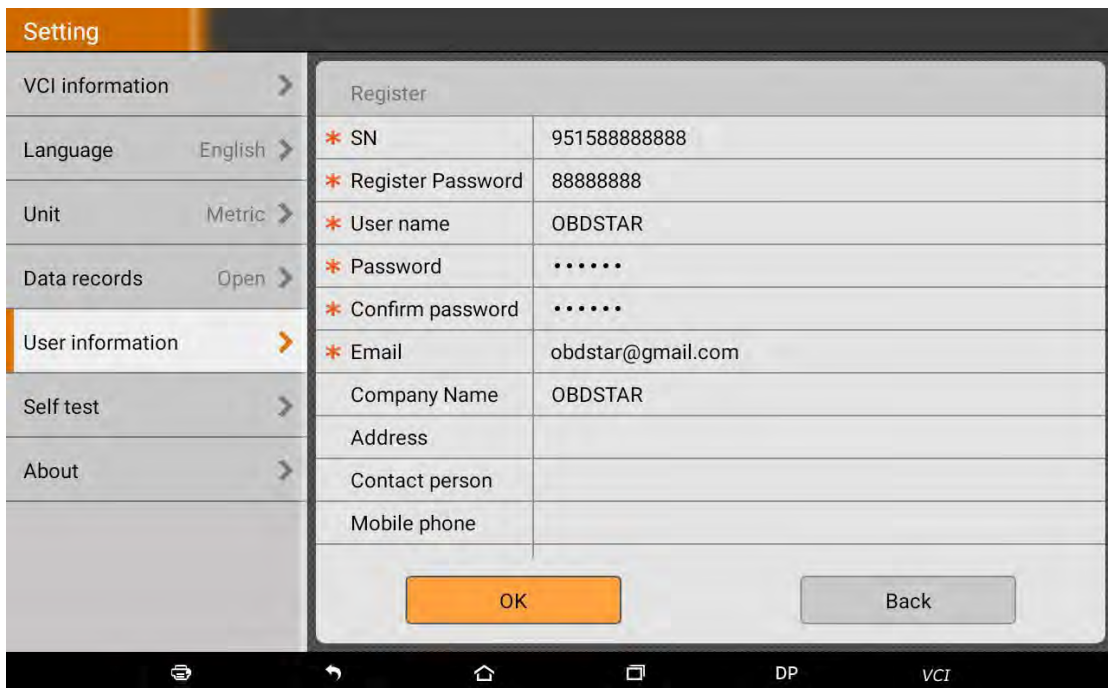 Setting
VCI information
Language English
Unit Metric
Data records Open
User information
Self test
About
Register
* SN 951588888888
* Register Password 88888888
* User name OBDSTAR
* Password ••••••
* Confirm password ••••••
* Email obdstar@gmail.com
Company Name OBDSTAR
Address
Contact person
Mobile phone
OK Back
DP VCI